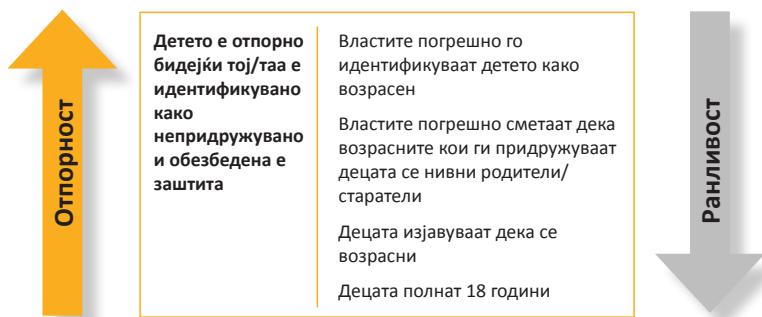 Отпорност
Детето е отпорно
бидејќи тој/таа е
идентификувано
како
непридружувано
и обезбедена е
заштита
Властите погрешно го
идентификуваат детето како
возрасен
Властите погрешно сметаат дека
возрасните кои ги придружуваат
децата се нивни родители/
старатели
Децата изјавуваат дека се
возрасни
Децата полнат 18 години
Ранливост